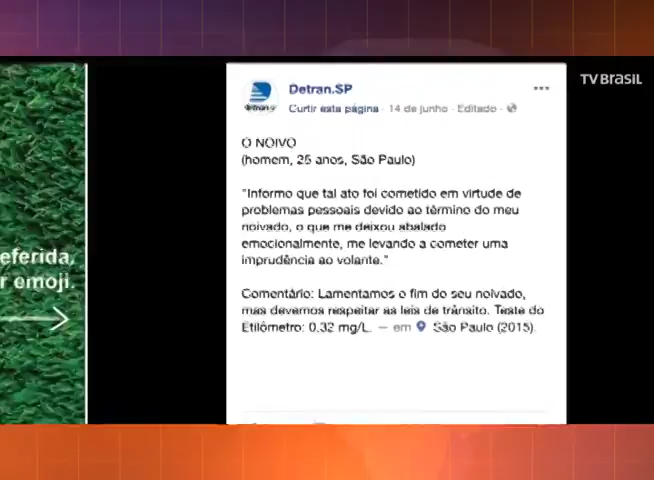 TVBRASIL
Detran.SP
Curtir esta página · 14 de junho · Editado ·
O NOIVO
(homem, 25 anos, São Paulo)
"Informo que tal ato foi cometido em virtude de
problemas pessoais devido ao término do meu
noivado, o que me deixou abalado
emocionalmente, me levando a cometer uma
imprudência ao volante."
Comentário: Lamentamos o fim do seu noivado,
mas devemos respeitar as leis de trânsito. Teste do
Etilômetro: 0,32 mg/L. — em São Paulo (2015).
eferida,
r emoji.